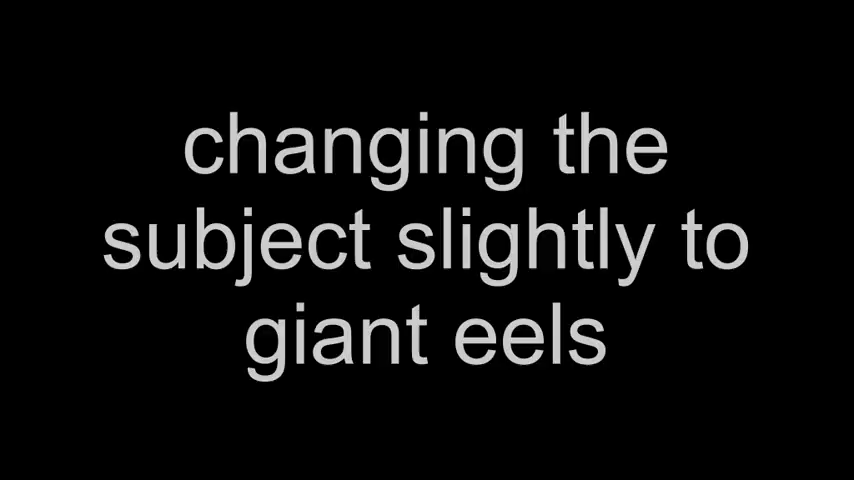 changing the
subject slightly to
giant eels